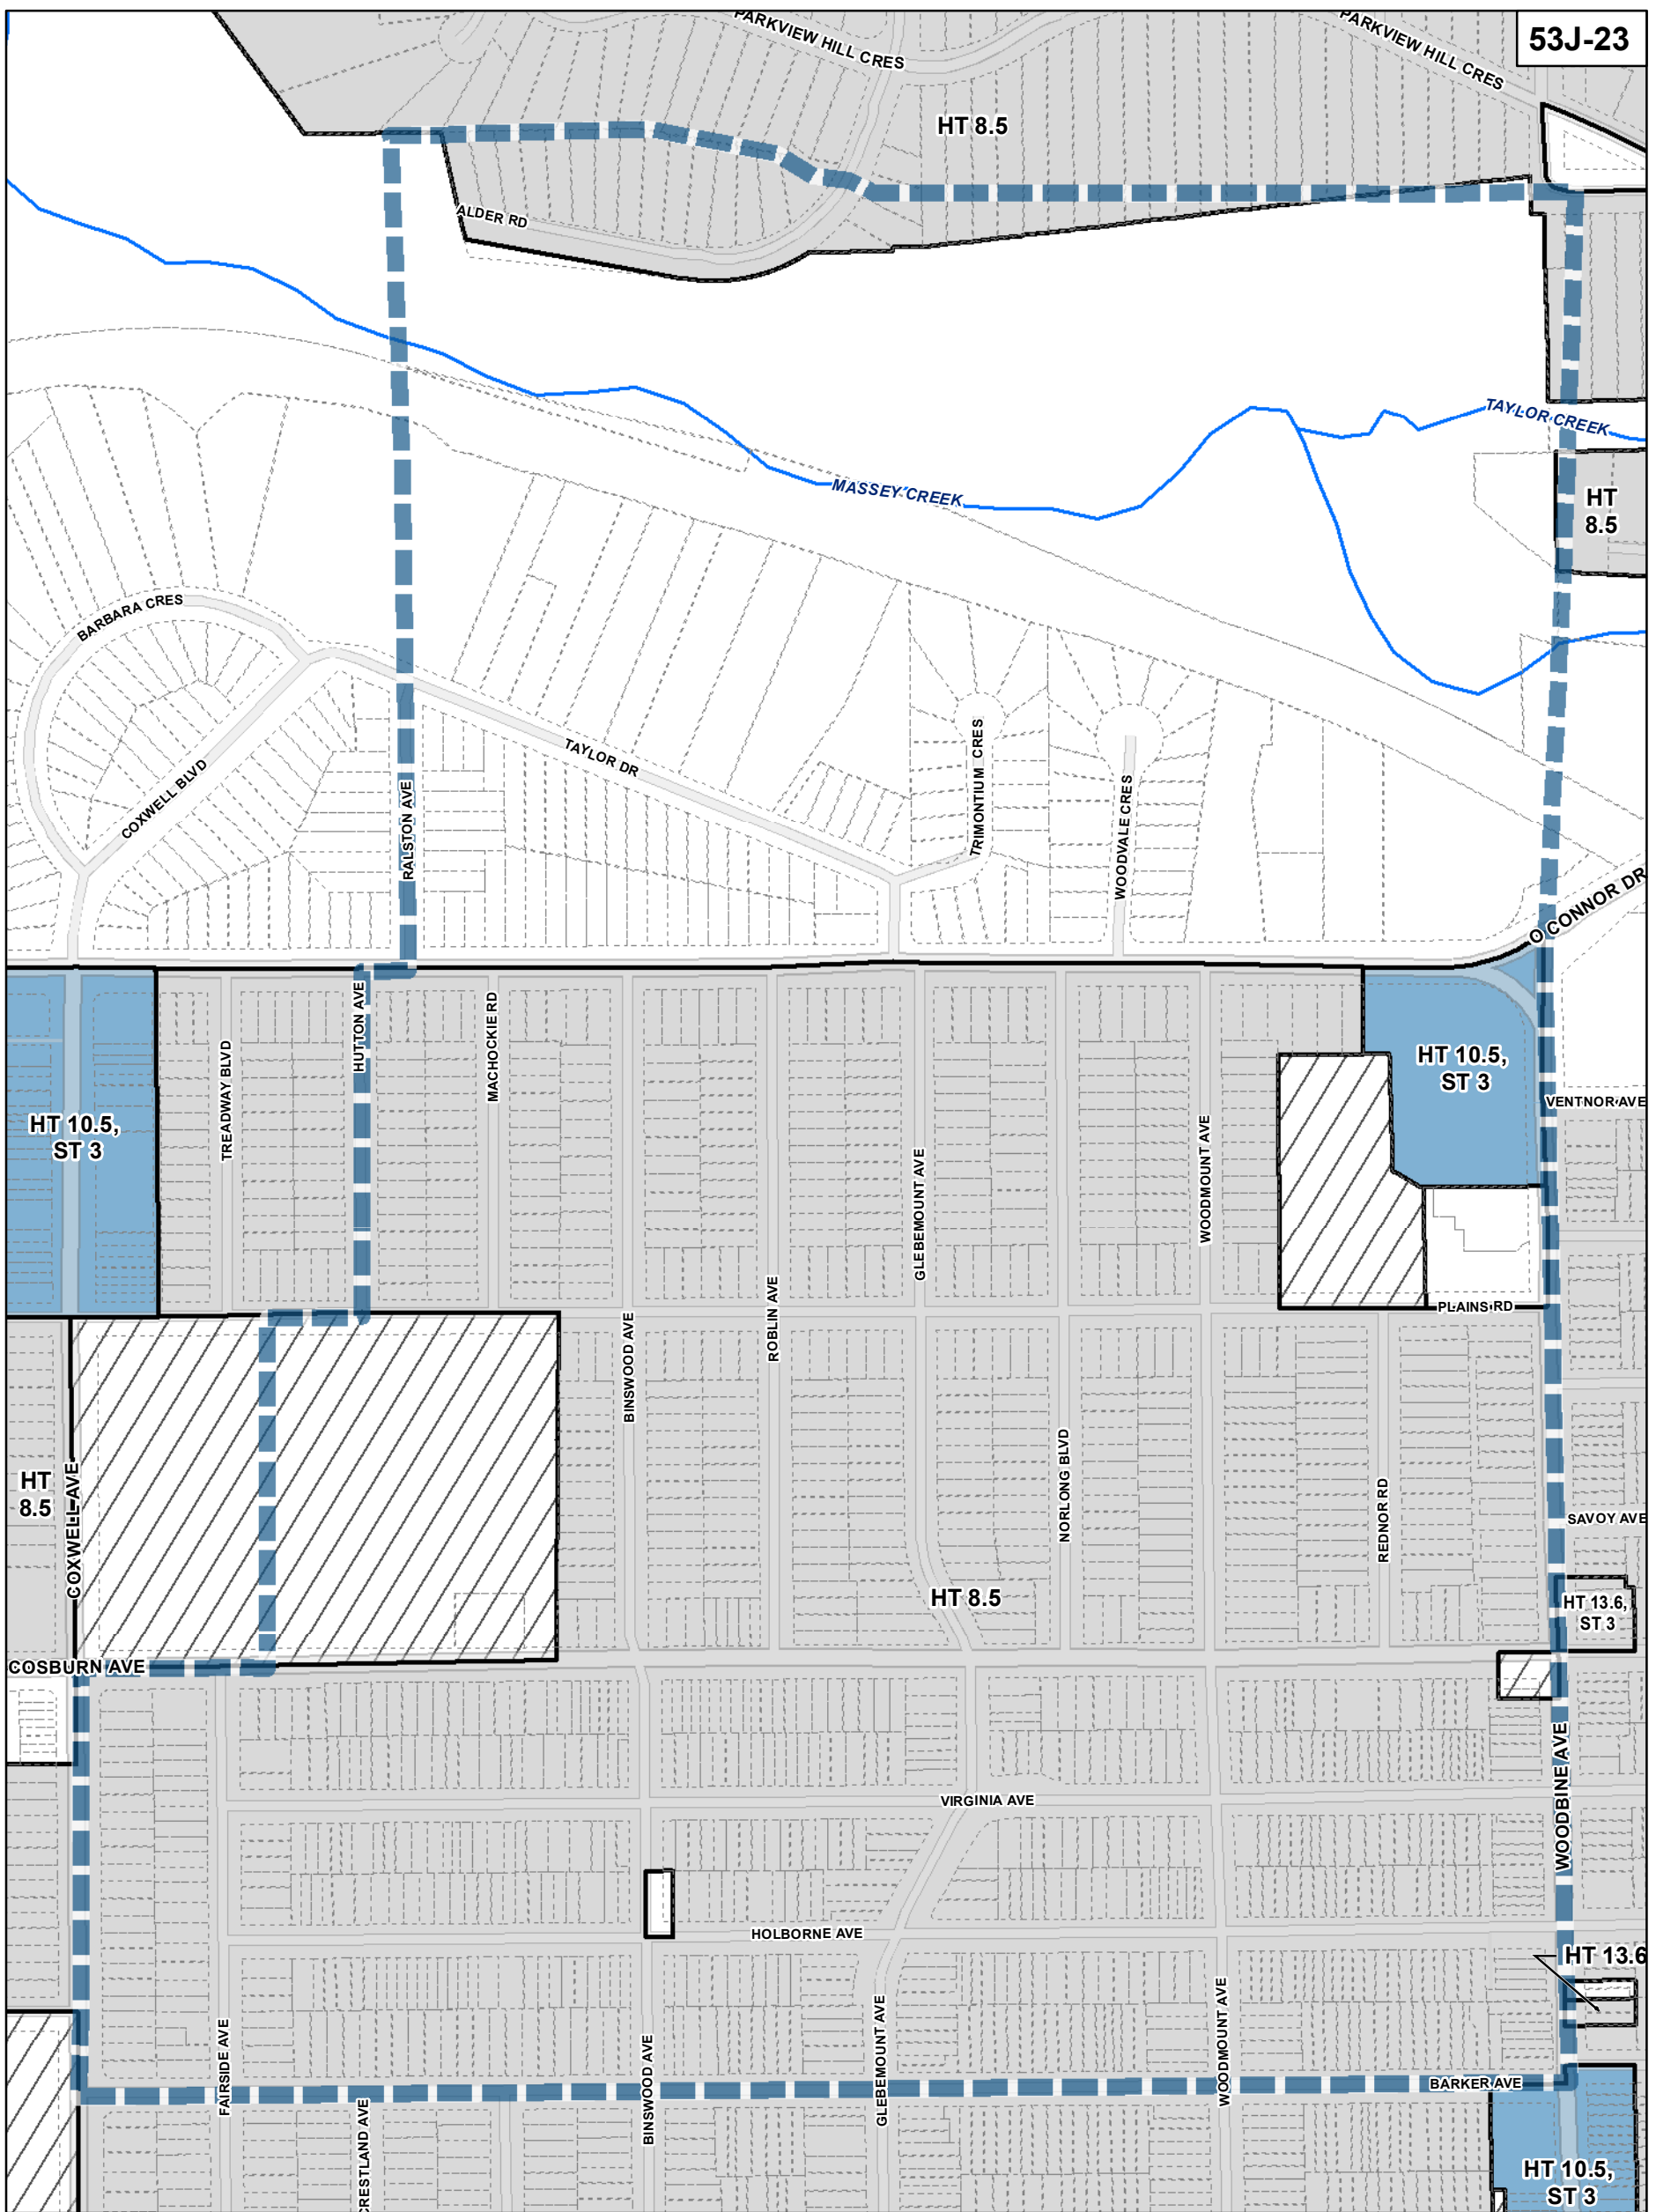 53J-23
PARKVIEW HILL CRES
PARKVIEW HILL CRES
HT 8.5
ALDER RD
TAYLOR CREEK
MASSEY CREEK
HT
8.5
BARBARA CRES
COXWELL BLVD
TAYLOR DR
RALSTON AVE
TRIMONTIUM CRES
WOODVALE CRES
O CONNOR DR
HUTTON AVE
MACHOCKIE RD
TREADWAY BLVD
HT 10.5,
ST 3
HT 10.5,
ST 3
VENTNOR AVE
GLEBEMOUNT AVE
WOODMOUNT AVE
PLAINS RD
BINSWOOD AVE
ROBLIN AVE
HT
8.5
COXWELL AVE
NORLONG BLVD
REDNOR RD
SAVOY AVE
HT 8.5
HT 13.6,
ST 3
COSBURN AVE
WOODBINE AVE
VIRGINIA AVE
HOLBORNE AVE
HT 13.6
FAIRSIDE AVE
CRESTLAND AVE
BINSWOOD AVE
GLEBEMOUNT AVE
WOODMOUNT AVE
BARKER AVE
HT 10.5,
ST 3